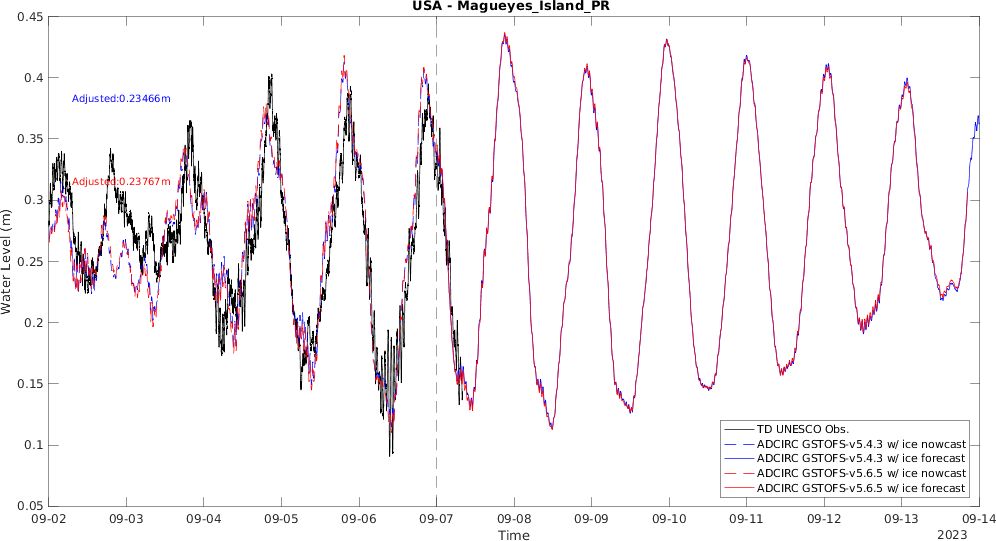 USA - Magueyes_Island_PR
0.45
0.4
0.35
0.3
0.25
0.2
0.15
0.1
0.05
Water Level (m)
Adjusted:0.23466m
Adjusted:0.23767m
TD UNESCO Obs.
ADCIRC GSTOFS-v5.4.3 w/ ice nowcast
ADCIRC GSTOFS-v5.4.3 w/ ice forecast
ADCIRC GSTOFS-v5.6.5 w/ ice nowcast
ADCIRC GSTOFS-v5.6.5 w/ ice forecast
09-02 09-03 09-04 09-05 09-06 09-07 09-08 09-09 09-10 09-11 09-12 09-13 09-14
Time
2023